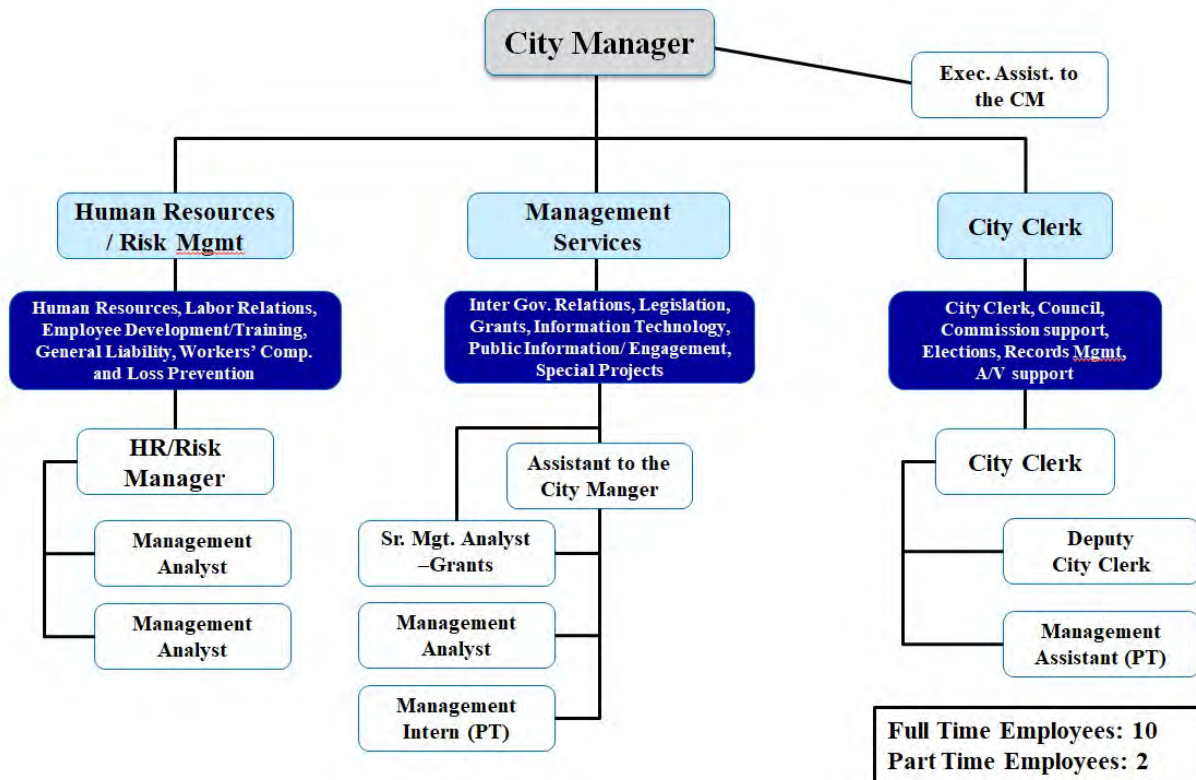 City Manager
Exec. Assist. to
the CM
Human Resources
/ Risk Mgmt
Management
Services
City Clerk
Human Resources, Labor Relations,
Employee Development/Training,
General Liability, Workers’ Comp.
and Loss Prevention
Inter Gov. Relations, Legislation,
Grants, Information Technology,
Public Information/ Engagement,
Special Projects
City Clerk, Council,
Commission support,
Elections, Records Mgmt,
A/V support
HR/Risk
Manager
Management
Analyst
Management
Analyst
Assistant to the
City Manger
Sr. Mgt. Analyst
–Grants
Management
Analyst
Management
Intern (PT)
City Clerk
Deputy
City Clerk
Management
Assistant (PT)
Full Time Employees: 10
Part Time Employees: 2